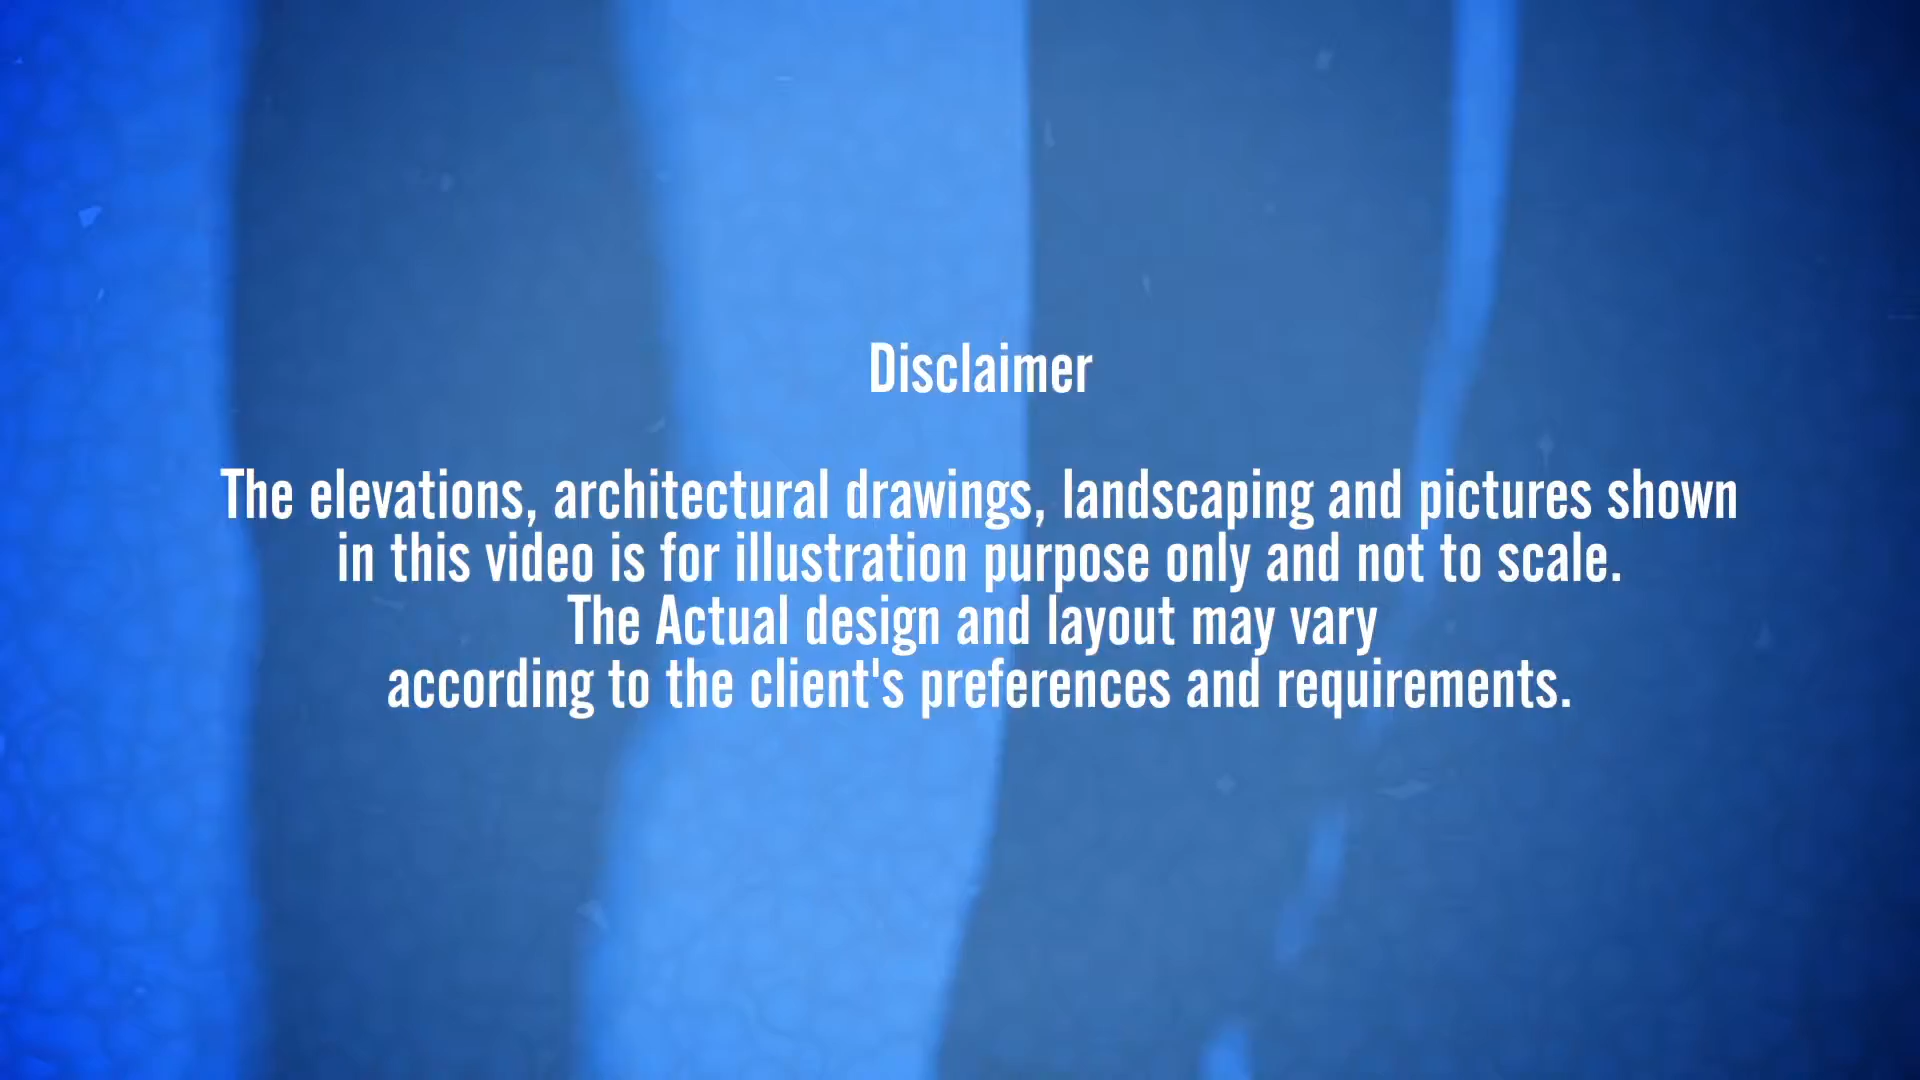 Disclaimer
The elevations, architectural drawings, landscaping and pictures shown
in this video is for illustration purpose only and not to scale.
The Actual design and layout may vary
according to the client's preferences and requirements.